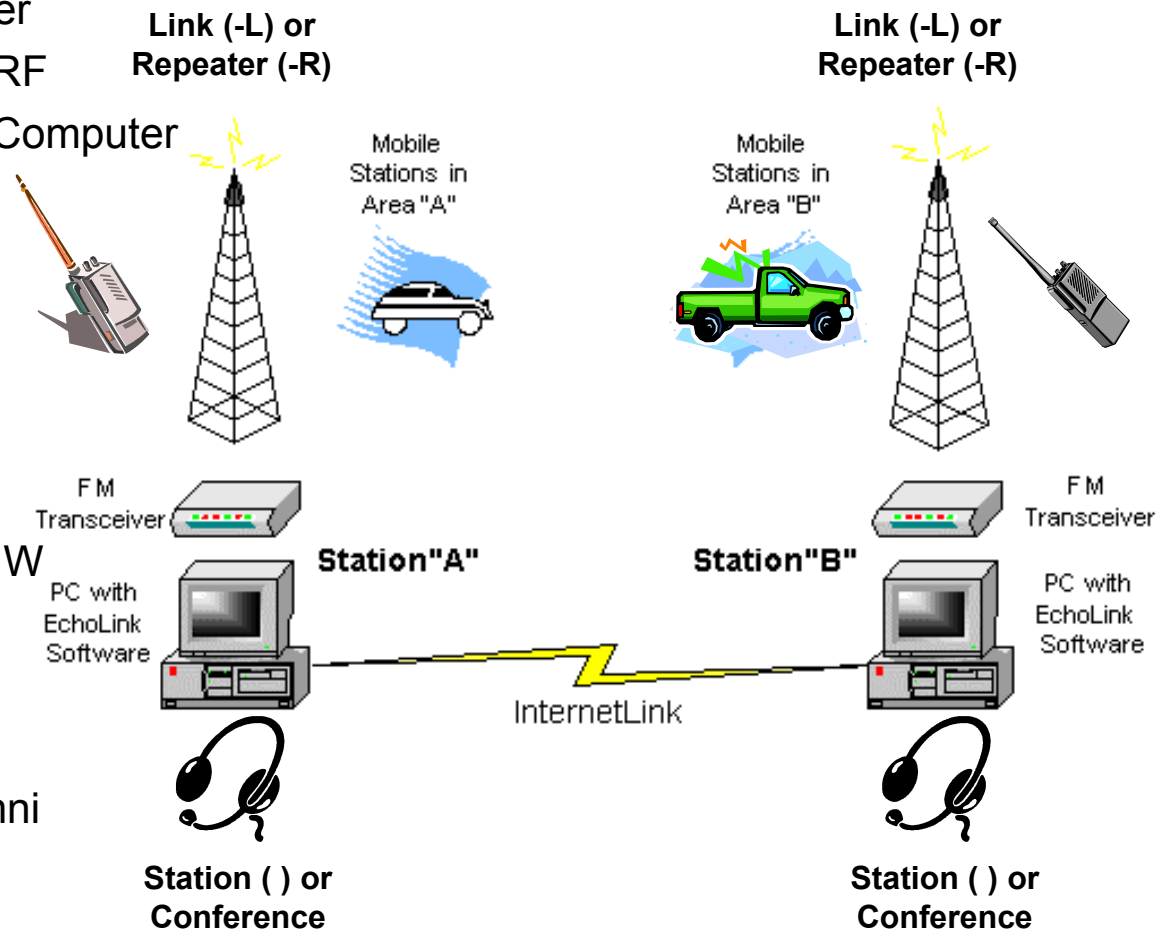 er
RF
Computer
Link (-L) or
Repeater (-R)
Link (-L) or
Repeater (-R)
Mobile
Stations in
Area "A"
Mobile
Stations in
Area "B"
FM
Transceiver
FM
Transceiver
W
Station"A"
Station"B"
PC with
EchoLink
Software
PC with
EchoLink
Software
InternetLink
nni
Station ( ) or
Conference
Station ( ) or
Conference